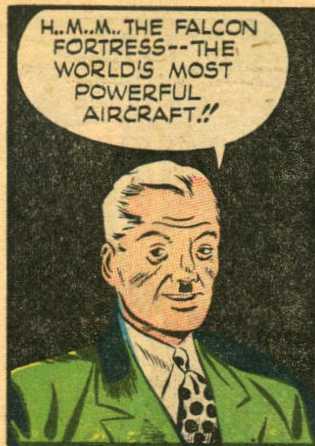 H..M..M.. THE FALCON
FORTRESS--THE
WORLD'S MOST
POWERFUL
AIRCRAFT!!